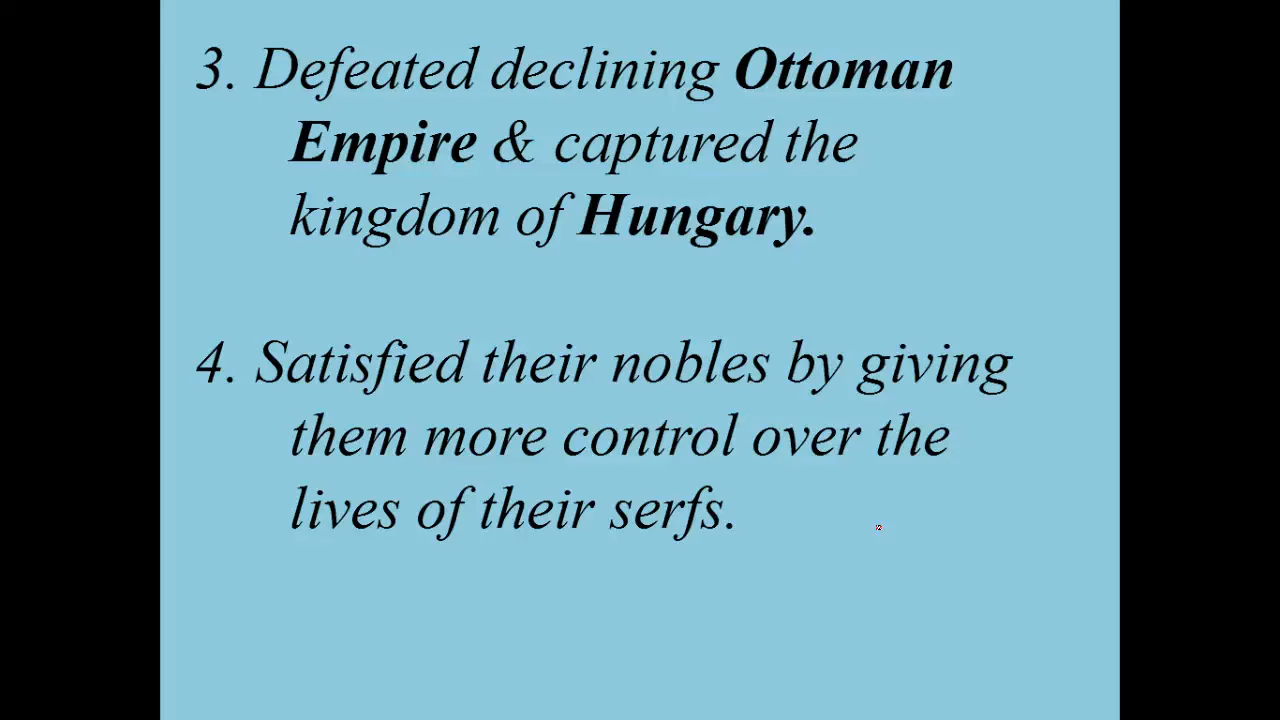 3. Defeated declining Ottoman
Empire & captured the
kingdom of Hungary.
4. Satisfied their nobles by giving
them more control over the
lives of their serfs.